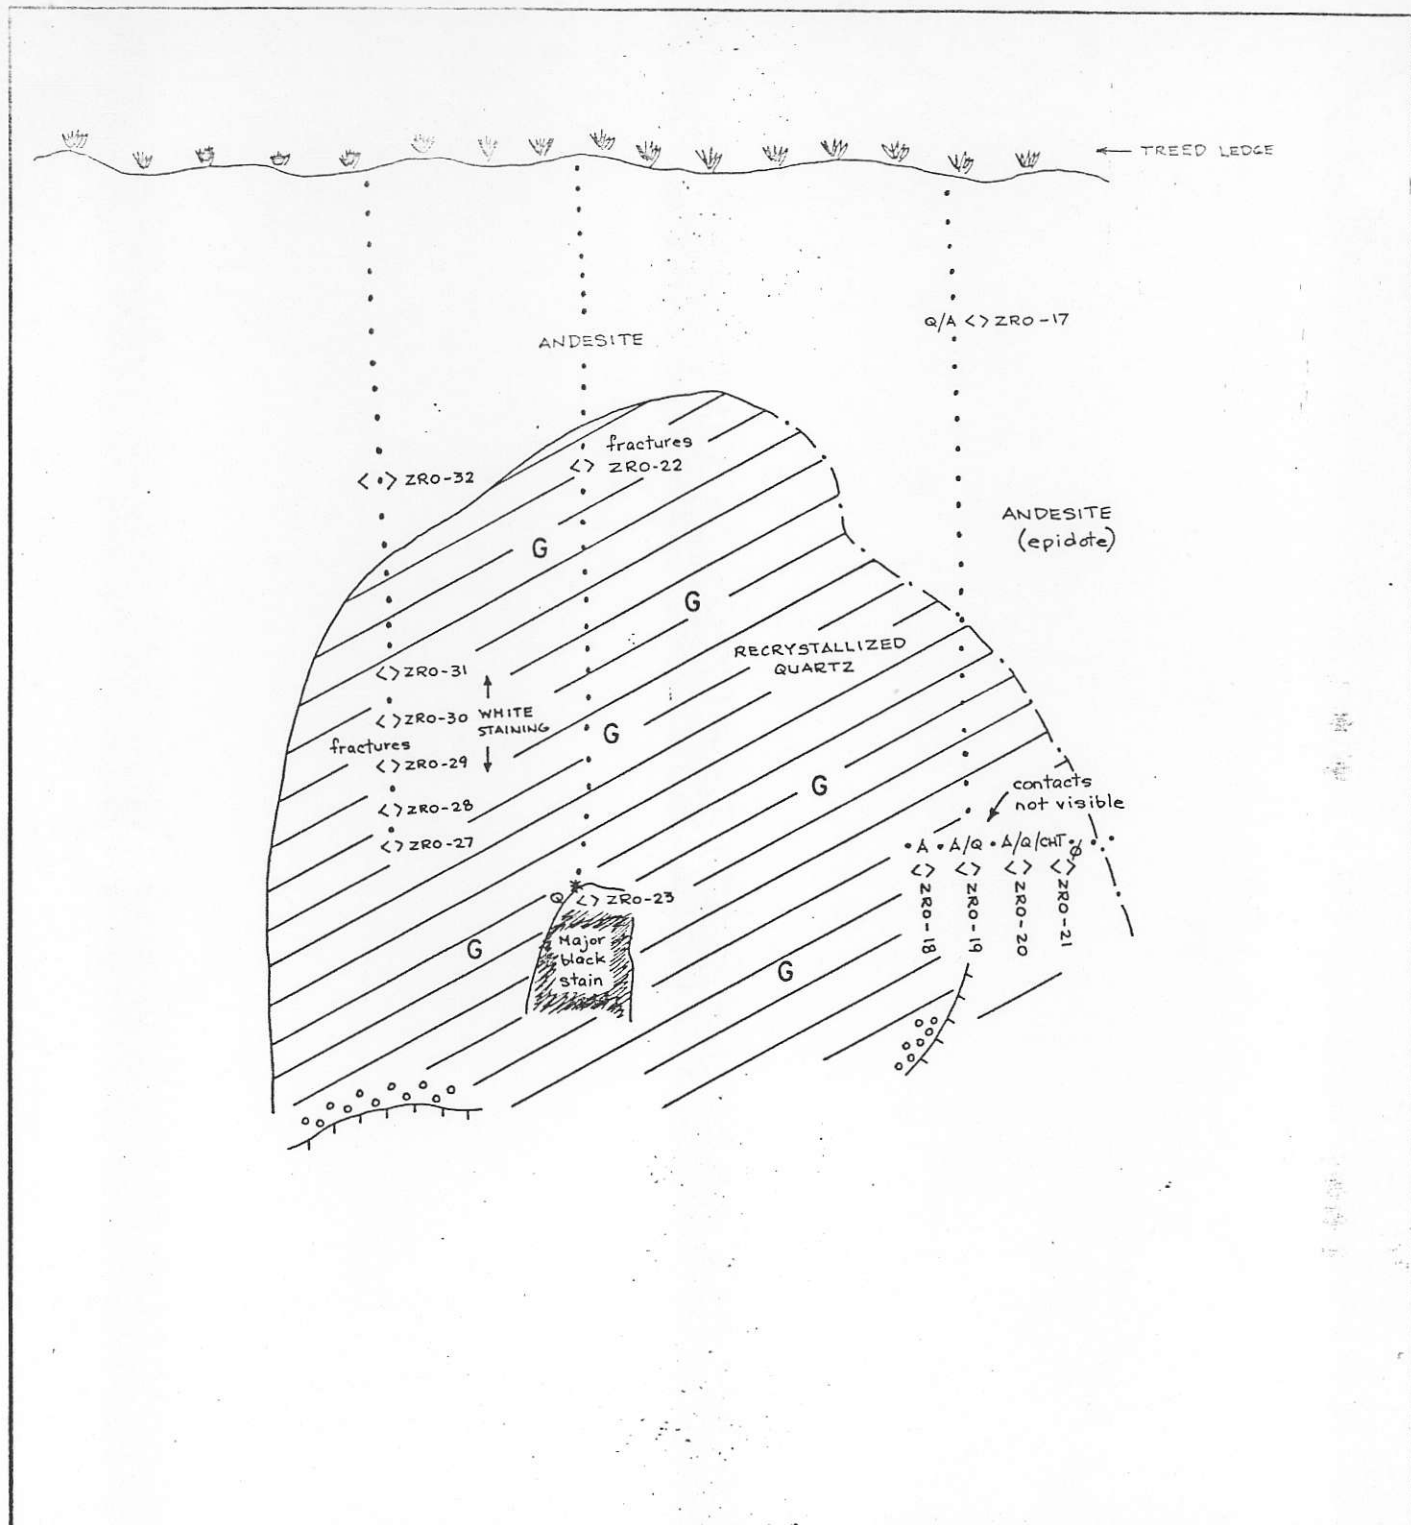 ← TREED LEDGE
Q/A <> ZRO-17
ANDESITE
fractures
<> ZRO-22
<•> ZRO-32
ANDESITE
(epidote)
G
G
RECRYSTALLIZED
QUARTZ
<> ZRO-31
<> ZRO-30
WHITE
STAINING
G
fractures
<> ZRO-29
<> ZRO-28
<> ZRO-27
G
contacts
not visible
• A • A/Q • A/Q/CHT •
<> ZRO-18
<> ZRO-19
<> ZRO-20
<> ZRO-21
Q <> ZRO-23
Major
black
stain
G
G